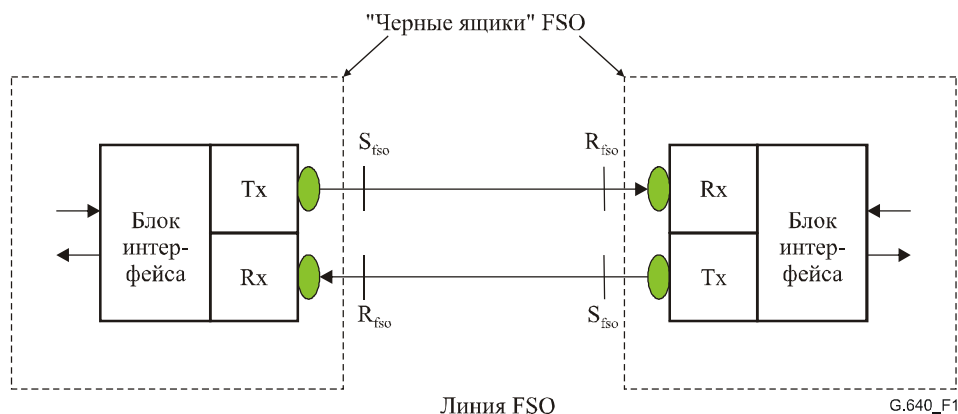 "Черные ящики" FSO
Sfso
Rfso
Tx
Rx
Блок
интер-
фейса
Rx
Tx
Блок
интер-
фейса
Rfso
Sfso
Линия FSO
G.640_F1